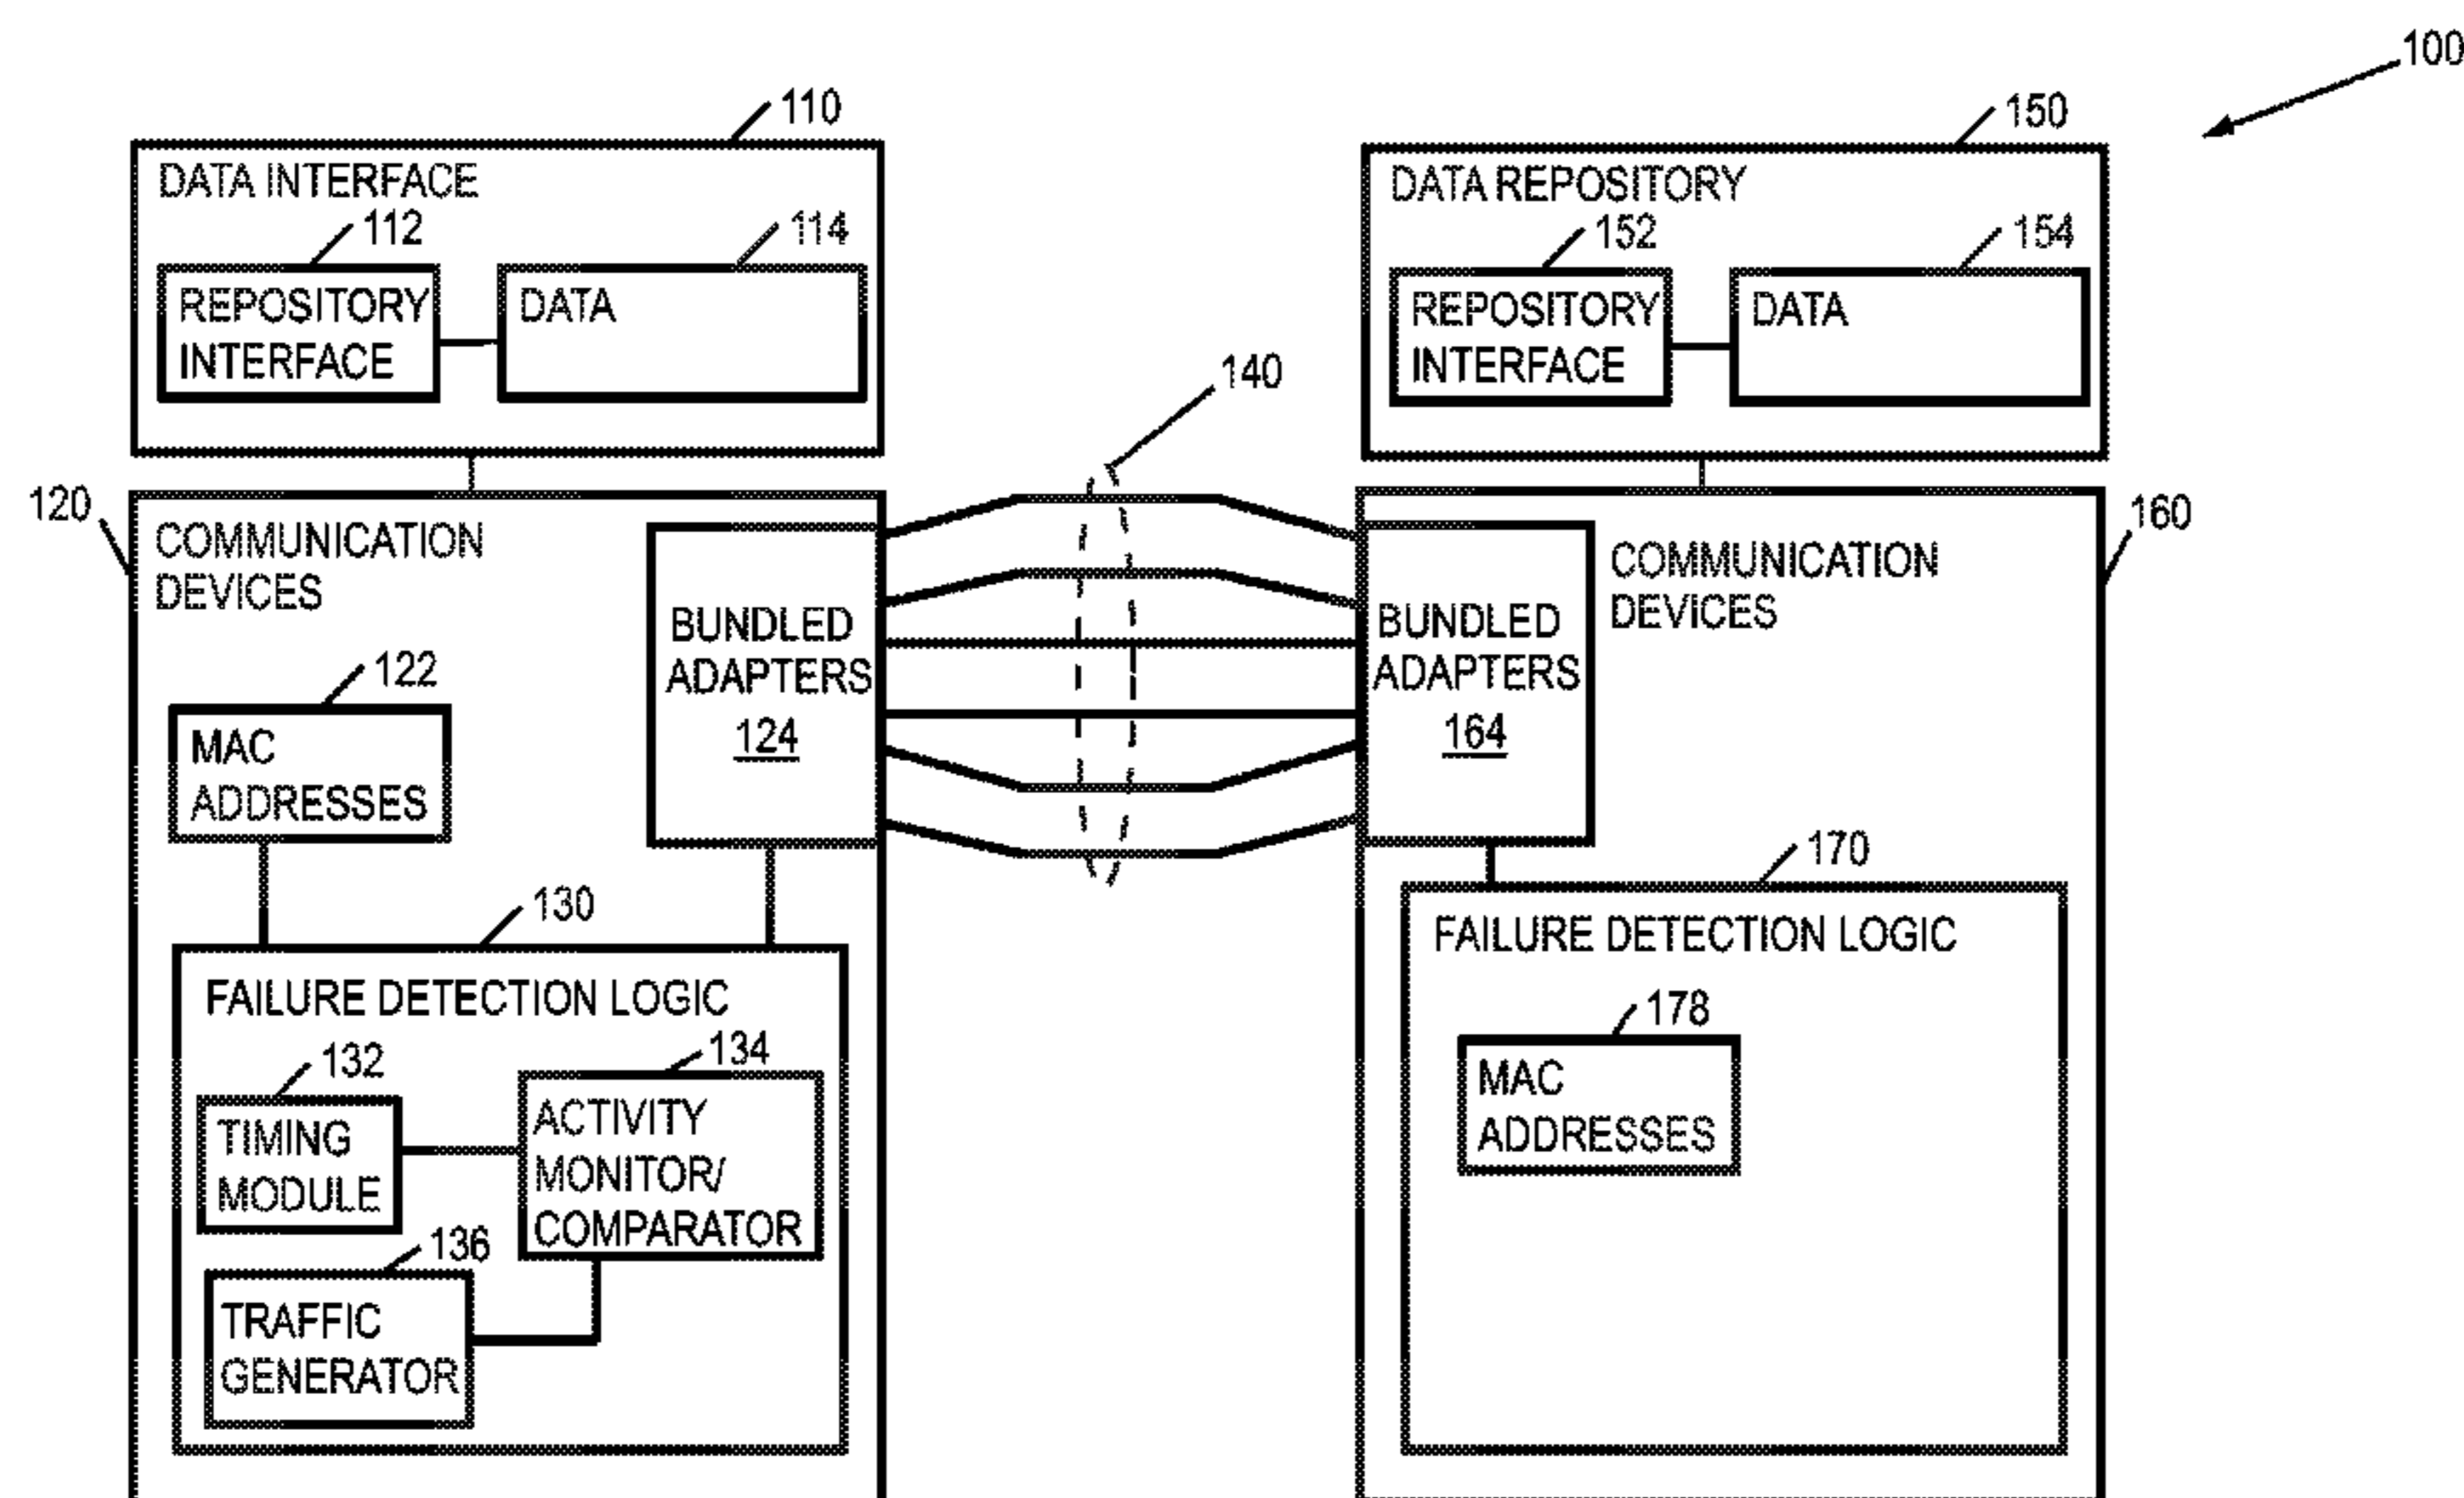 100
110
DATA INTERFACE
112
114
REPOSITORY
INTERFACE
DATA
150
DATA REPOSITORY
152
154
REPOSITORY
INTERFACE
DATA
140
120
COMMUNICATION
DEVICES
BUNDLED
ADAPTERS
124
122
MAC
ADDRESSES
130
FAILURE DETECTION LOGIC
132
134
TIMING
MODULE
ACTIVITY
MONITOR/
COMPARATOR
136
TRAFFIC
GENERATOR
160
BUNDLED
ADAPTERS
164
COMMUNICATION
DEVICES
170
FAILURE DETECTION LOGIC
178
MAC
ADDRESSES